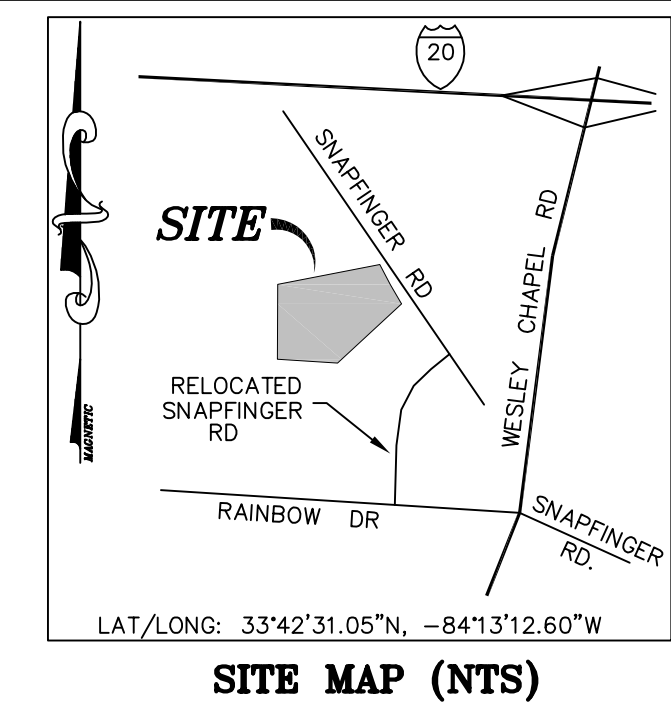 20
SNAPFINGER RD
WESLEY CHAPEL RD
SITE
RELOCATED
SNAPFINGER
RD
MAGNETIC
RAINBOW DR
SNAPFINGER
RD.
LAT/LONG: 33°42'31.05"N, -84°13'12.60"W
SITE MAP (NTS)